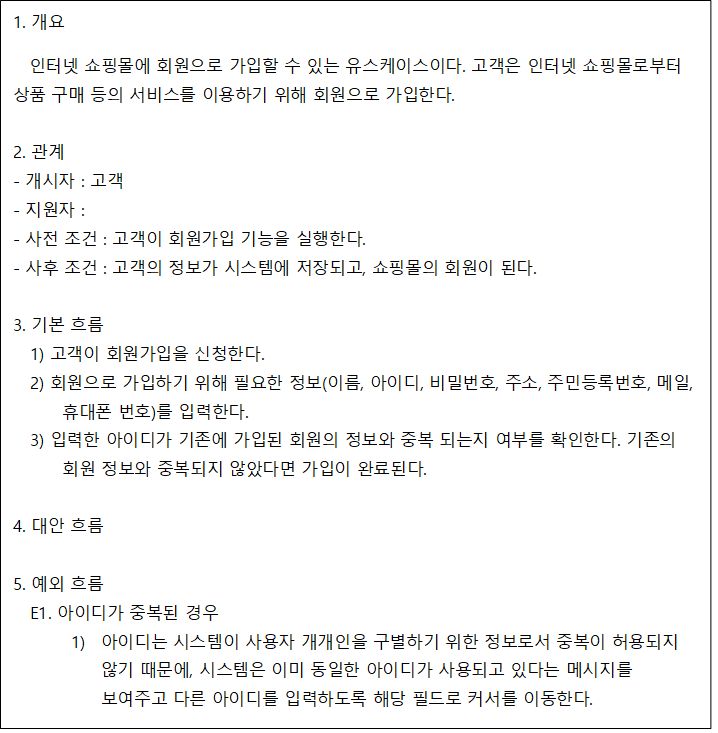 1. 개요
인터넷 쇼핑몰에 회원으로 가입할 수 있는 유스케이스이다. 고객은 인터넷 쇼핑몰로부터
상품 구매 등의 서비스를 이용하기 위해 회원으로 가입한다.
2. 관계
- 개시자 : 고객
- 지원자 :
- 사전 조건 : 고객이 회원가입 기능을 실행한다.
- 사후 조건 : 고객의 정보가 시스템에 저장되고, 쇼핑몰의 회원이 된다.
3. 기본 흐름
1) 고객이 회원가입을 신청한다.
2) 회원으로 가입하기 위해 필요한 정보(이름, 아이디, 비밀번호, 주소, 주민등록번호, 메일,
휴대폰 번호)를 입력한다.
3) 입력한 아이디가 기존에 가입된 회원의 정보와 중복 되는지 여부를 확인한다. 기존의
회원 정보와 중복되지 않았다면 가입이 완료된다.
4. 대안 흐름
5. 예외 흐름
E1. 아이디가 중복된 경우
1) 아이디는 시스템이 사용자 개개인을 구별하기 위한 정보로서 중복이 허용되지
않기 때문에, 시스템은 이미 동일한 아이디가 사용되고 있다는 메시지를
보여주고 다른 아이디를 입력하도록 해당 필드로 커서를 이동한다.